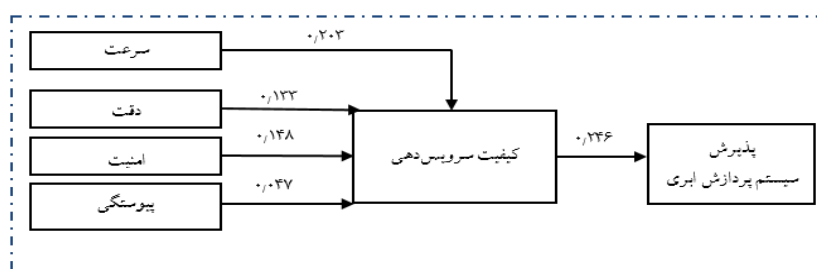 ۰٫۲۰۳
سرعت
۰٫۱۳۳
دقت
۰٫۱۴۸
امنیت
۰٫۰۴۷
پیوستگی
کیفیت سرویس‌دهی
۰٫۲۴۶
پذیرش
سیستم پردازش ابری